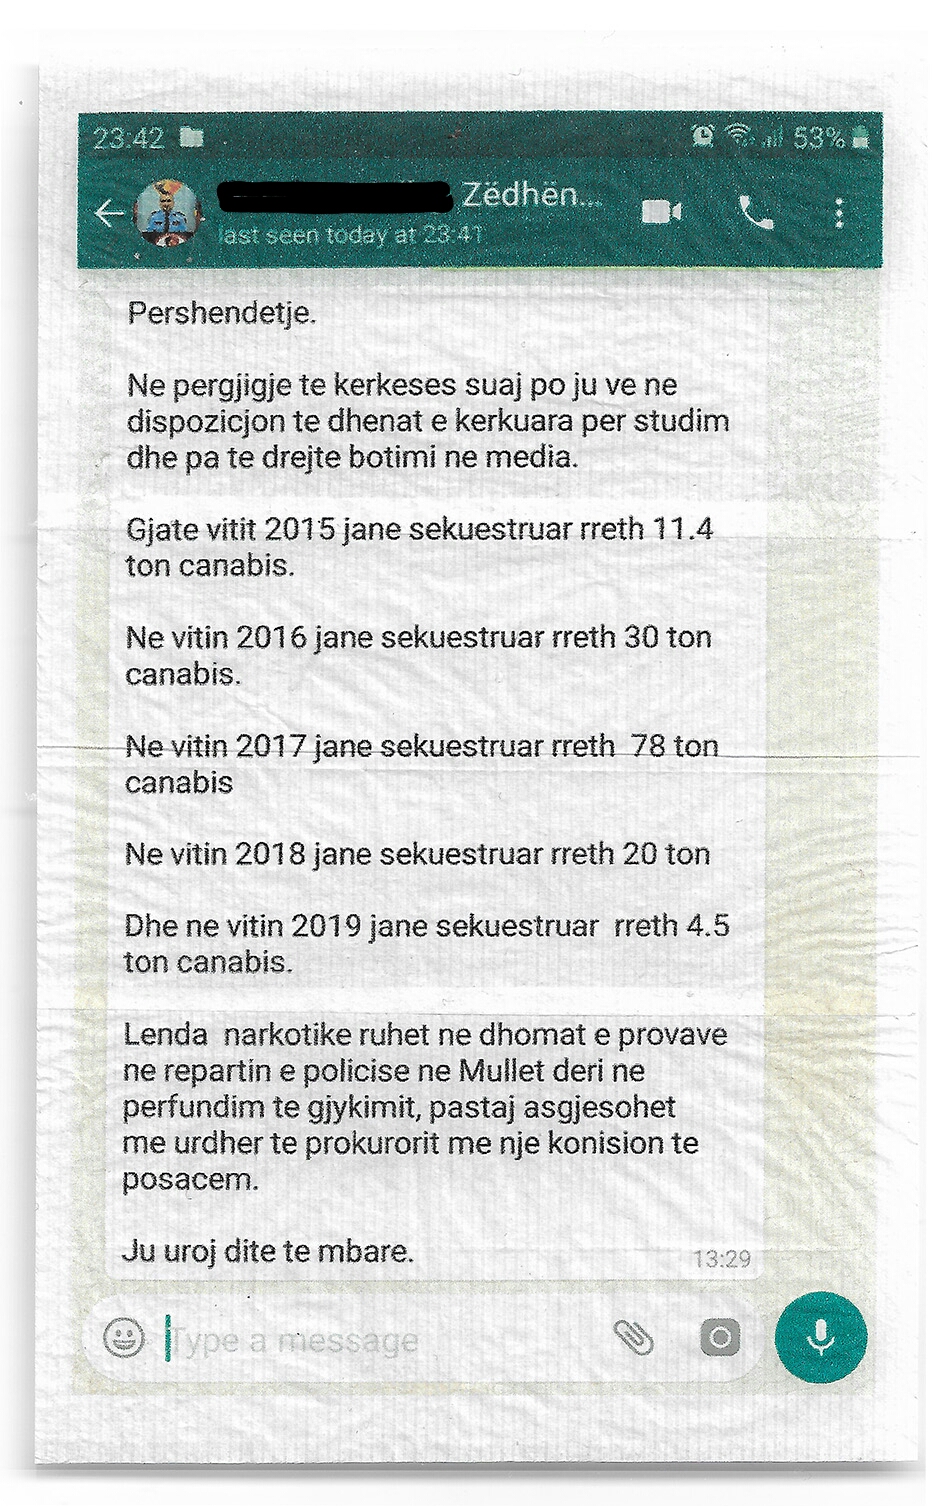 23:42 53%
Zëdhën...
last seen today at 23:41
Pershendetje.
Ne pergjigje te kerkeses suaj po ju ve ne
dispozicjon te dhenat e kerkuara per studim
dhe pa te drejte botimi ne media.
Gjate vitit 2015 jane sekuestruar rreth 11.4
ton canabis.
Ne vitin 2016 jane sekuestruar rreth 30 ton
canabis.
Ne vitin 2017 jane sekuestruar rreth 78 ton
canabis
Ne vitin 2018 jane sekuestruar rreth 20 ton
Dhe ne vitin 2019 jane sekuestruar rreth 4.5
ton canabis.
Lenda narkotike ruhet ne dhomat e provave
ne repartin e policise ne Mullet deri ne
perfundim te gjykimit, pastaj asgjesohet
me urdher te prokurorit me nje konision te
posacem.
Ju uroj dite te mbare.
13:29
Type a message